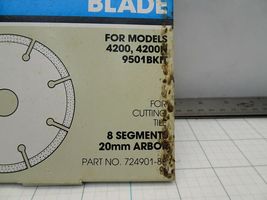 BLADE
FOR MODELS
4200, 4200N
9501BKIT
FOR
CUTTING
TILE
8 SEGMENTS
20mm ARBOR
PART NO. 724901-8